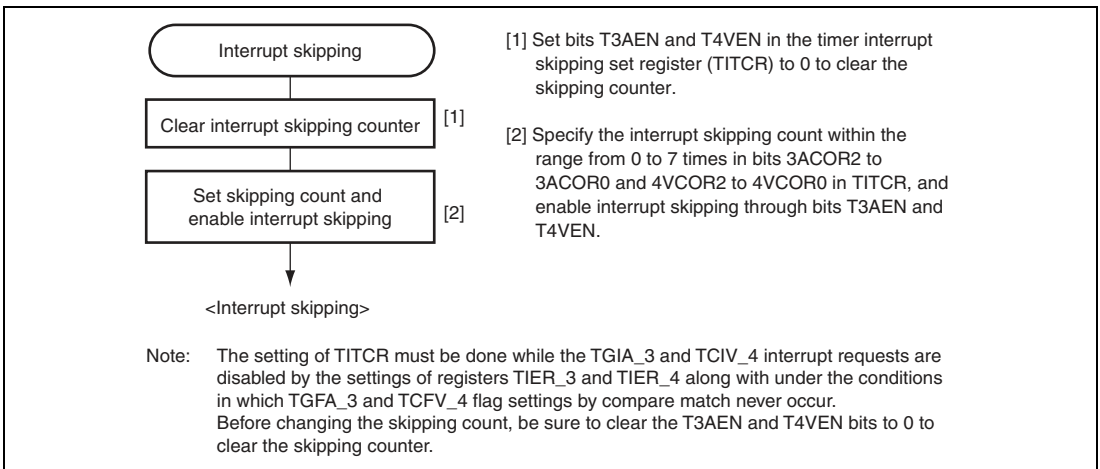 Interrupt skipping
Clear interrupt skipping counter
[1]
Set skipping count and
enable interrupt skipping
[2]
<Interrupt skipping>
[1] Set bits T3AEN and T4VEN in the timer interrupt
skipping set register (TITCR) to 0 to clear the
skipping counter.
[2] Specify the interrupt skipping count within the
range from 0 to 7 times in bits 3ACOR2 to
3ACOR0 and 4VCOR2 to 4VCOR0 in TITCR, and
enable interrupt skipping through bits T3AEN and
T4VEN.
Note: The setting of TITCR must be done while the TGIA_3 and TCIV_4 interrupt requests are
disabled by the settings of registers TIER_3 and TIER_4 along with under the conditions
in which TGFA_3 and TCFV_4 flag settings by compare match never occur.
Before changing the skipping count, be sure to clear the T3AEN and T4VEN bits to 0 to
clear the skipping counter.